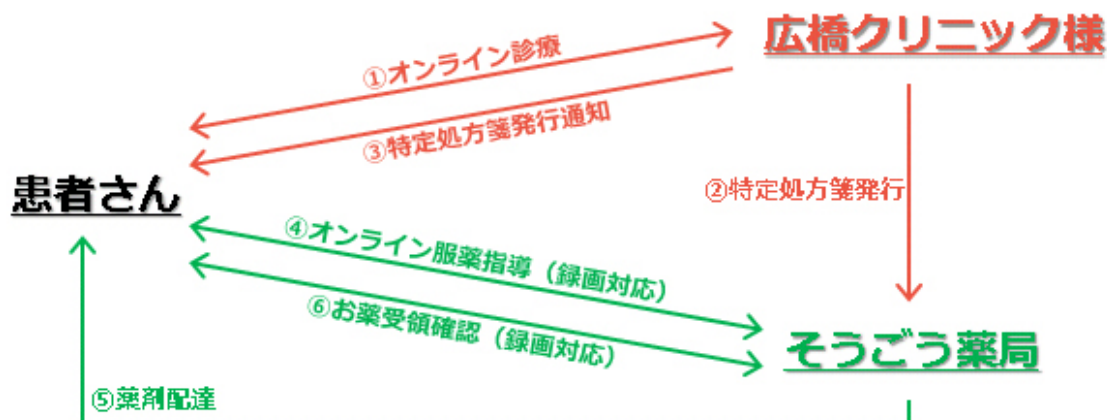 広橋クリニック様
①オンライン診療
③特定処方箋発行通知
②特定処方箋発行
患者さん
④オンライン服薬指導（録画対応）
⑥お薬受領確認（録画対応）
そうごう薬局
⑤薬剤配達